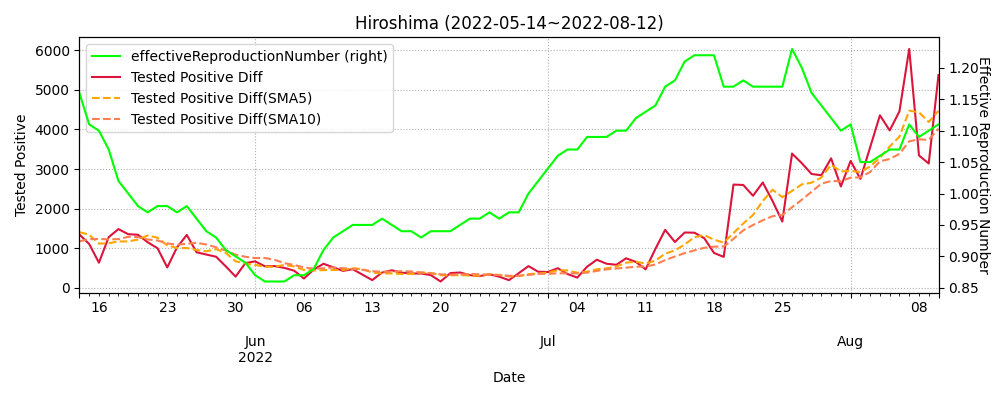 Hiroshima (2022-05-14~2022-08-12)
effectiveReproductionNumber (right)
Tested Positive Diff
Tested Positive Diff(SMA5)
Tested Positive Diff(SMA10)
Tested Positive
6000
5000
4000
3000
2000
1000
0
1.20
1.15
1.10
1.05
1.00
0.95
0.90
0.85
Effective Reproduction Number
16 23 30 06 13 20 27 04 11 18 25 01 08
Jun Jul Aug
2022
Date